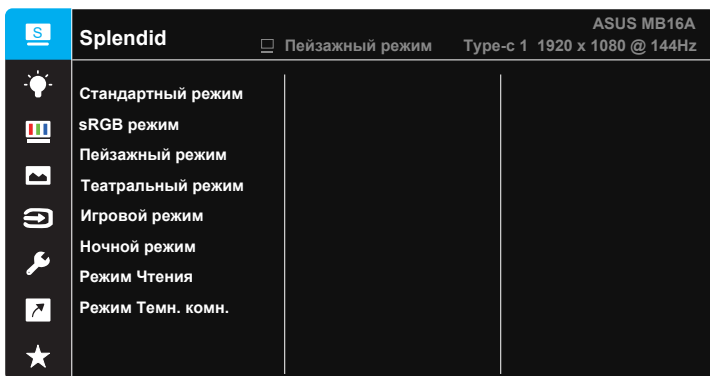 S
ASUS MB16A
Splendid
Пейзажный режим Type-c 1 1920 x 1080 @ 144Hz
Стандартный режим
sRGB режим
Пейзажный режим
Театральный режим
Игровой режим
Ночной режим
Режим Чтения
Режим Темн. комн.